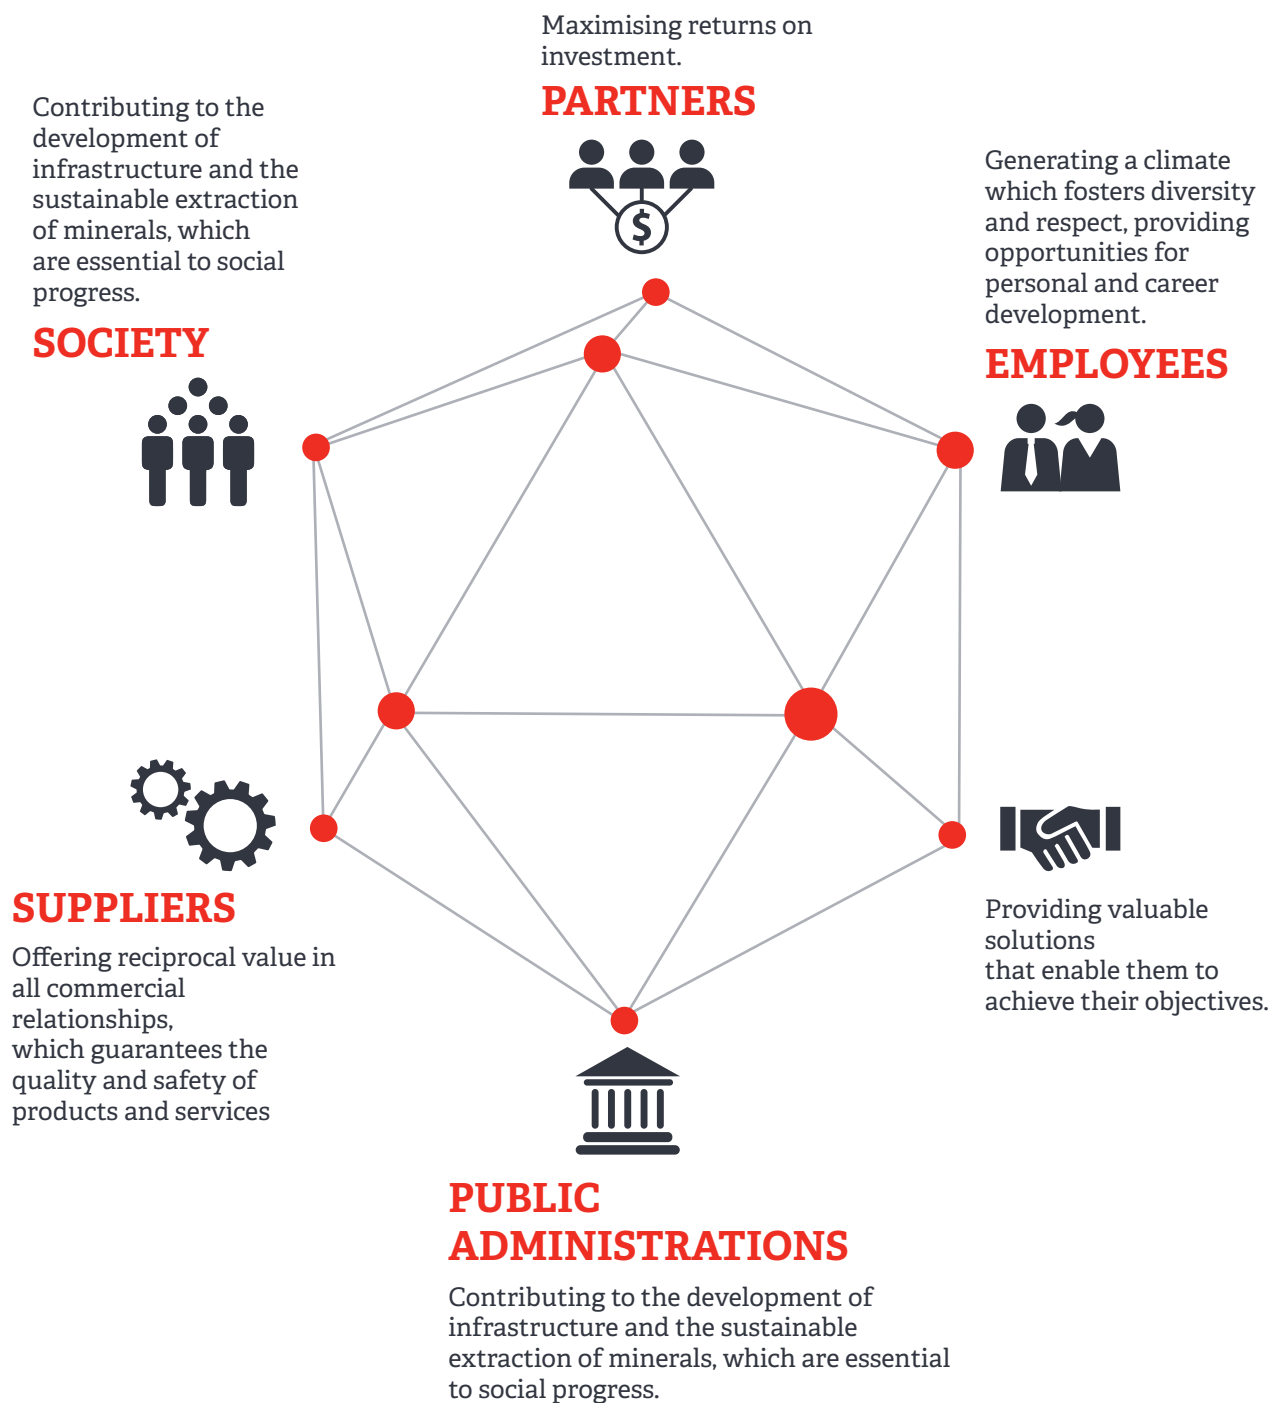 Maximising returns on
investment.
PARTNERS
Contributing to the
development of
infrastructure and the
sustainable extraction
of minerals, which
are essential to social
progress.
SOCIETY
Generating a climate
which fosters diversity
and respect, providing
opportunities for
personal and career
development.
EMPLOYEES
$
SUPPLIERS
Offering reciprocal value in
all commercial
relationships,
which guarantees the
quality and safety of
products and services
Providing valuable
solutions
that enable them to
achieve their objectives.
PUBLIC
ADMINISTRATIONS
Contributing to the development of
infrastructure and the sustainable
extraction of minerals, which are essential
to social progress.